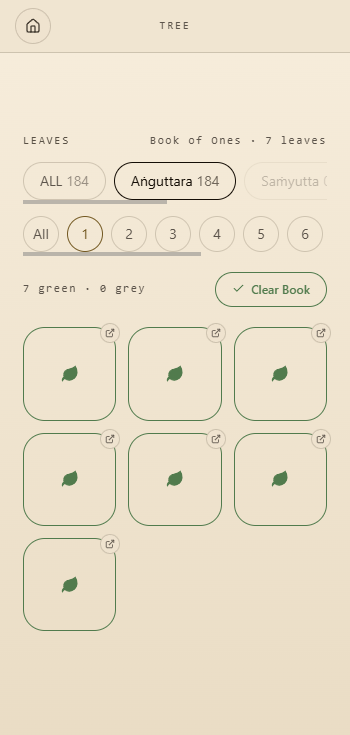 TREE
LEAVES Book of Ones · 7 leaves
ALL 184 Aṅguttara 184 Saṁyutta
All 1 2 3 4 5 6
7 green · 0 grey Clear Book